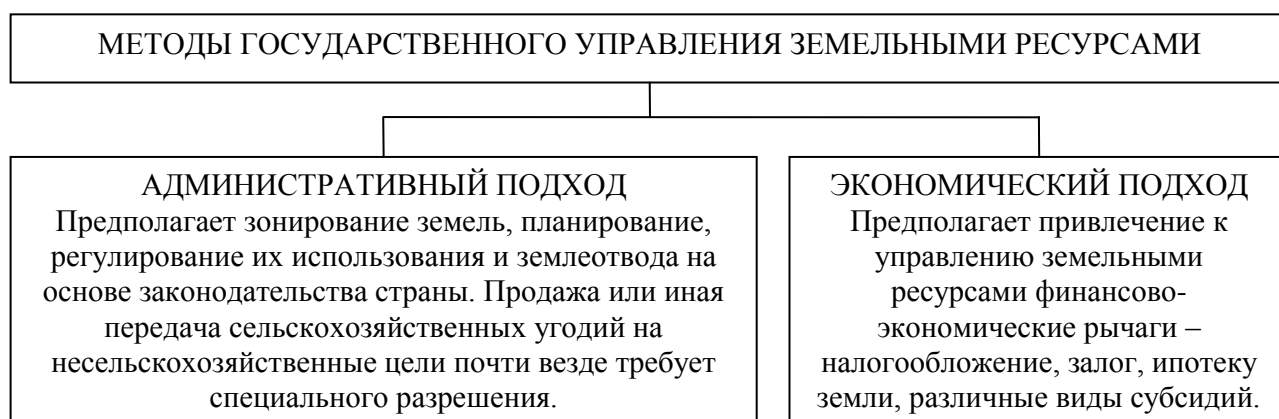 МЕТОДЫ ГОСУДАРСТВЕННОГО УПРАВЛЕНИЯ ЗЕМЕЛЬНЫМИ РЕСУРСАМИ
АДМИНИСТРАТИВНЫЙ ПОДХОД
Предполагает зонирование земель, планирование,
регулирование их использования и землеотвода на
основе законодательства страны. Продажа или иная
передача сельскохозяйственных угодий на
несельскохозяйственные цели почти везде требует
специального разрешения.
ЭКОНОМИЧЕСКИЙ ПОДХОД
Предполагает привлечение к
управлению земельными
ресурсами финансово-
экономические рычаги –
налогообложение, залог, ипотеку
земли, различные виды субсидий.